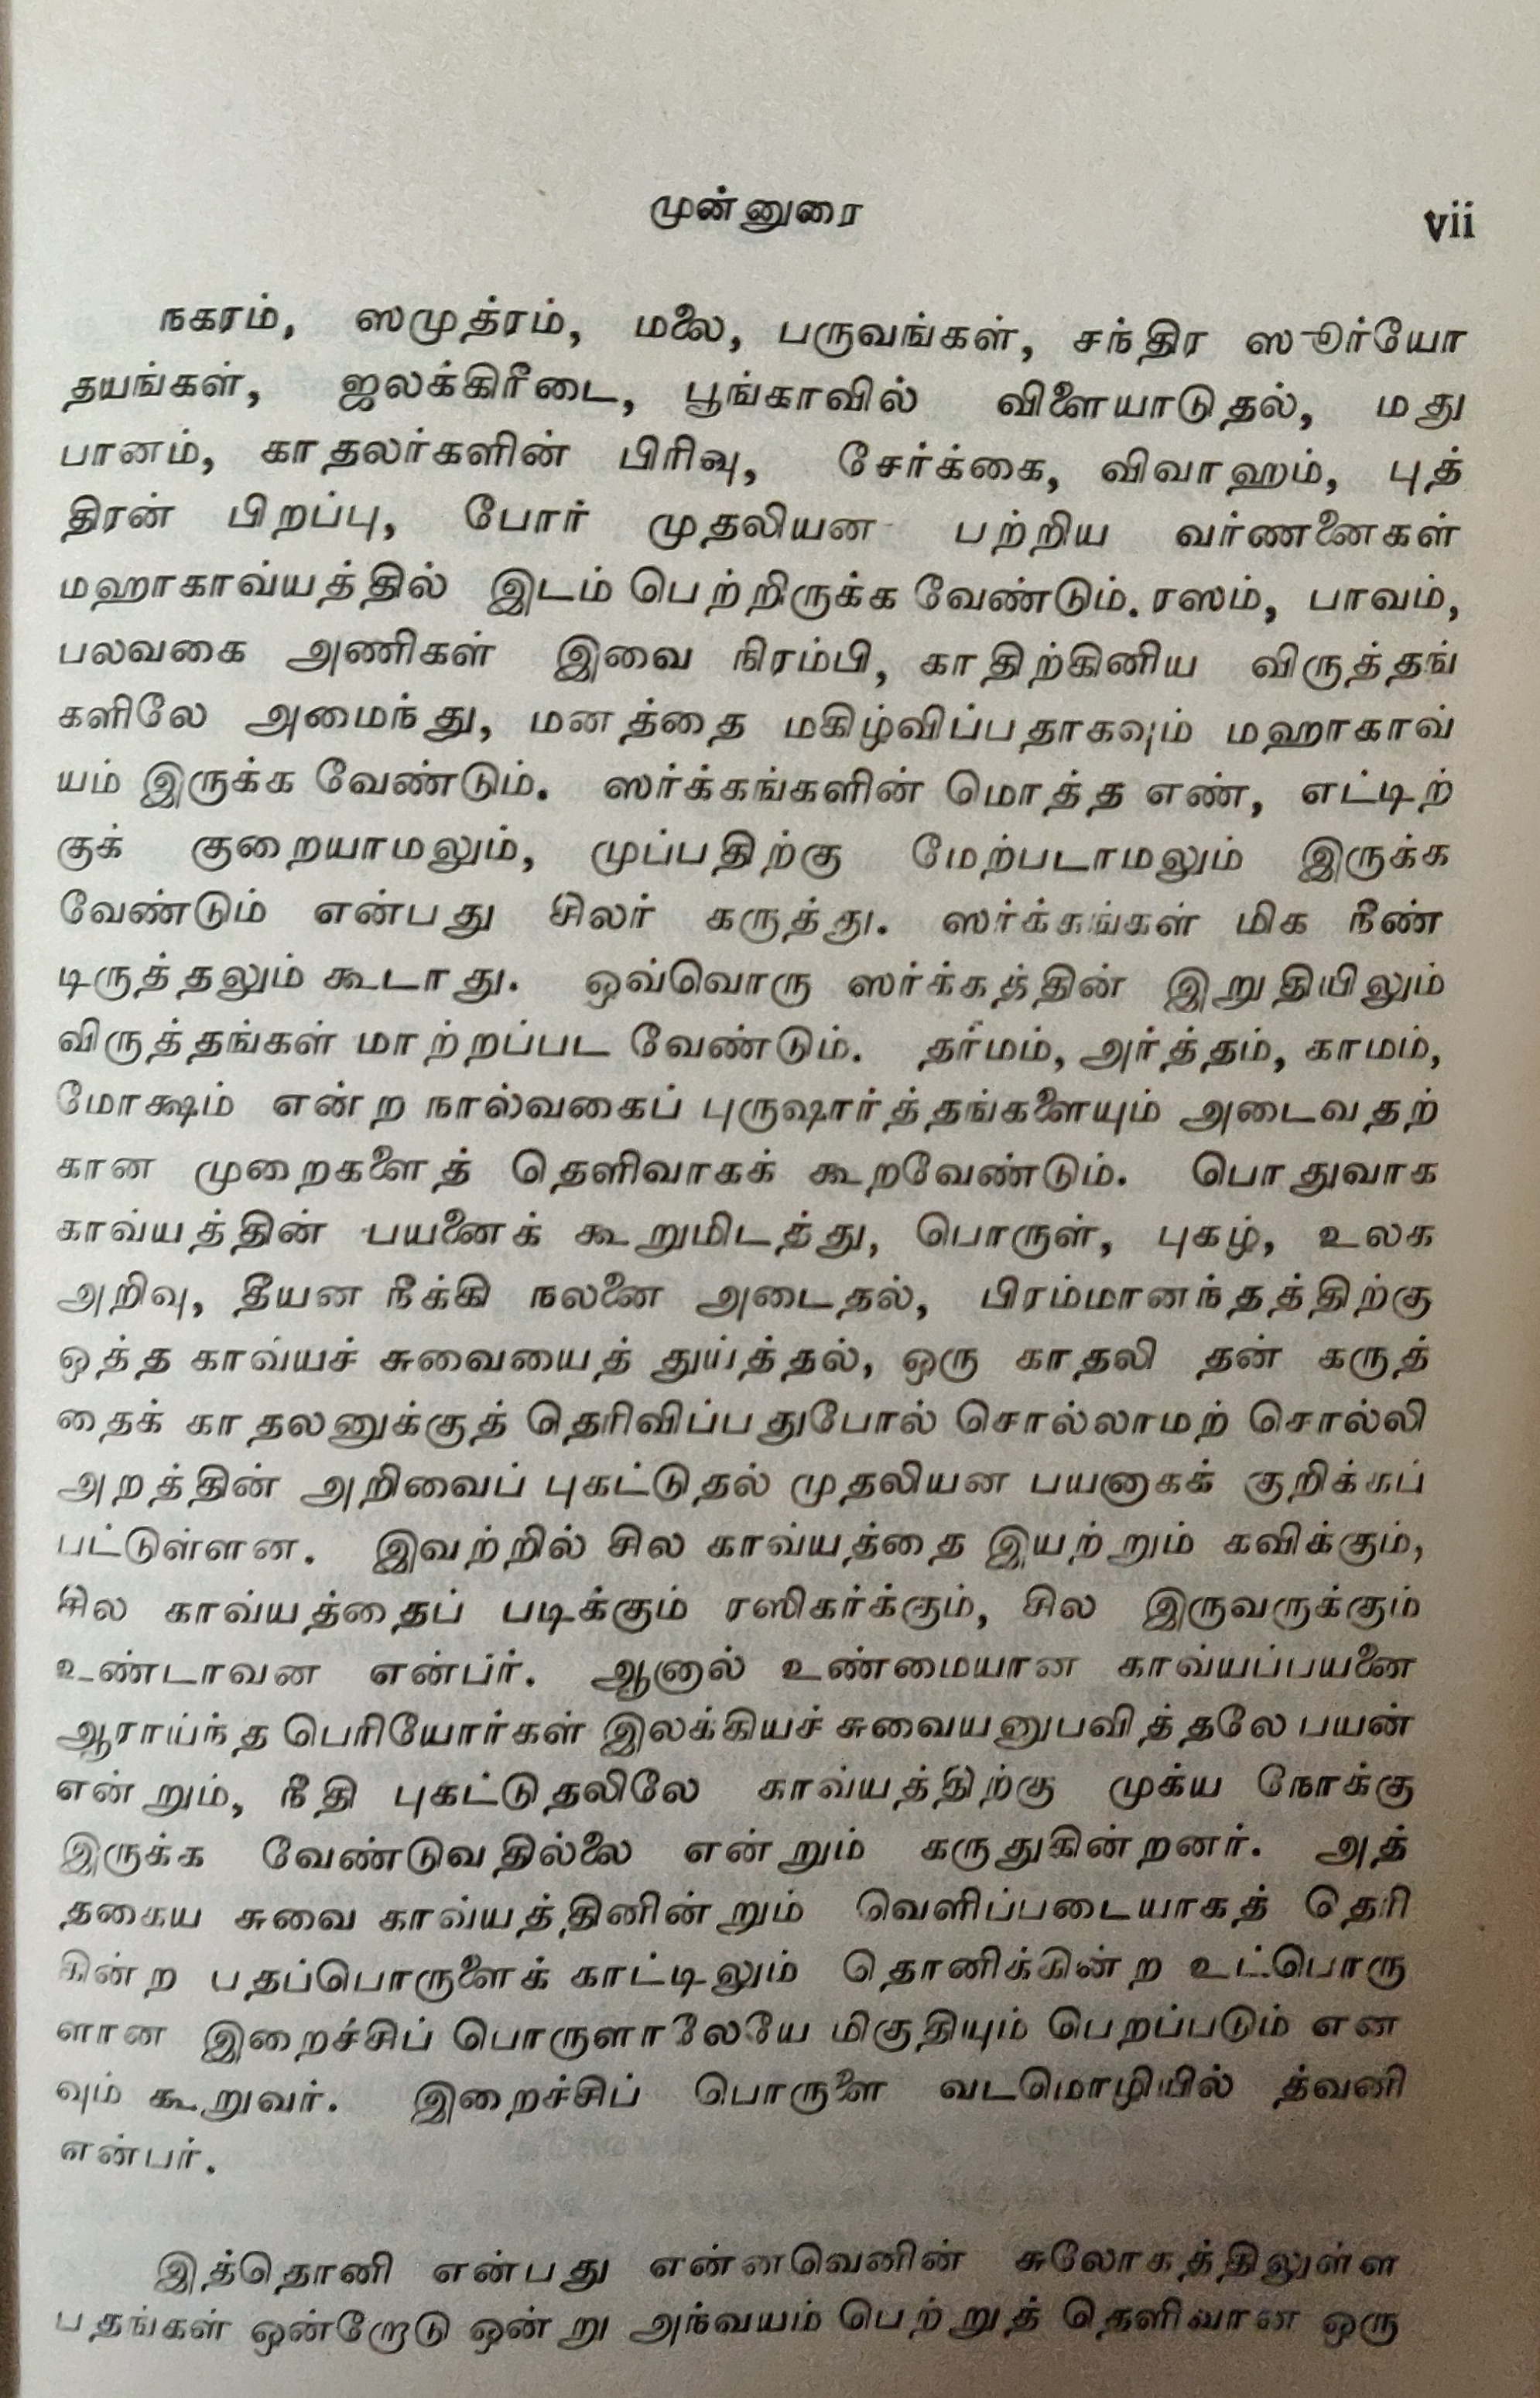 முன்னுரை
vii
நகரம், ஸமுத்ரம், மலை, பருவங்கள், சந்திர ஸூர்யோ
தயங்கள், ஜலக்கிரீடை, பூங்காவில் விளையாடுதல், மது
பானம், காதலர்களின் பிரிவு, சேர்க்கை, விவாஹம், புத்
திரன் பிறப்பு, போர் முதலியன பற்றிய வர்ணனைகள்
மஹாகாவ்யத்தில் இடம் பெற்றிருக்க வேண்டும். ரஸம், பாவம்,
பலவகை அணிகள் இவை நிரம்பி, காதிற்கினிய விருத்தங்
களிலே அமைந்து, மனத்தை மகிழ்விப்பதாகவும் மஹாகாவ்
யம் இருக்க வேண்டும். ஸர்க்கங்களின் மொத்த எண், எட்டிற்
குக் குறையாமலும், முப்பதிற்கு மேற்படாமலும் இருக்க
வேண்டும் என்பது சிலர் கருத்து. ஸர்க்கங்கள் மிக நீண்
டிருத்தலும் கூடாது. ஒவ்வொரு ஸர்க்கத்தின் இறுதியிலும்
விருத்தங்கள் மாற்றப்பட வேண்டும். தர்மம், அர்த்தம், காமம்,
மோக்ஷம் என்ற நால்வகைப் புருஷார்த்தங்களையும் அடைவதற்
கான முறைகளைத் தெளிவாகக் கூறவேண்டும். பொதுவாக
காவ்யத்தின் பயனைக் கூறுமிடத்து, பொருள், புகழ், உலக
அறிவு, தீயன நீக்கி நலனை அடைதல், பிரம்மானந்தத்திற்கு
ஒத்த காவ்யச் சுவையைத் துய்த்தல், ஒரு காதலி தன் கருத்
தைக் காதலனுக்குத் தெரிவிப்பதுபோல் சொல்லாமற் சொல்லி
அறத்தின் அறிவைப் புகட்டுதல் முதலியன பயனாகக் குறிக்கப்
பட்டுள்ளன. இவற்றில் சில காவ்யத்தை இயற்றும் கவிக்கும்,
சில காவ்யத்தைப் படிக்கும் ரஸிகர்க்கும், சில இருவருக்கும்
உண்டாவன என்பர். ஆனால் உண்மையான காவ்யப்பயனை
ஆராய்ந்த பெரியோர்கள் இலக்கியச் சுவையனுபவித்தலே பயன்
என்றும், நீதி புகட்டுதலிலே காவ்யத்திற்கு முக்ய நோக்கு
இருக்க வேண்டுவதில்லை என்றும் கருதுகின்றனர். அத்
தகைய சுவை காவ்யத்தினின்றும் வெளிப்படையாகத் தெரி
கின்ற பதப்பொருளைக் காட்டிலும் தொனிக்கின்ற உட்பொரு
ளான இறைச்சிப் பொருளாலேயே மிகுதியும் பெறப்படும் என
வும் கூறுவர். இறைச்சிப் பொருளை வடமொழியில் த்வனி
என்பர்.
இத்தொனி என்பது என்னவெனின் சுலோகத்திலுள்ள
பதங்கள் ஒன்றோடு ஒன்று அந்வயம் பெற்றுத் தெளிவான ஒரு